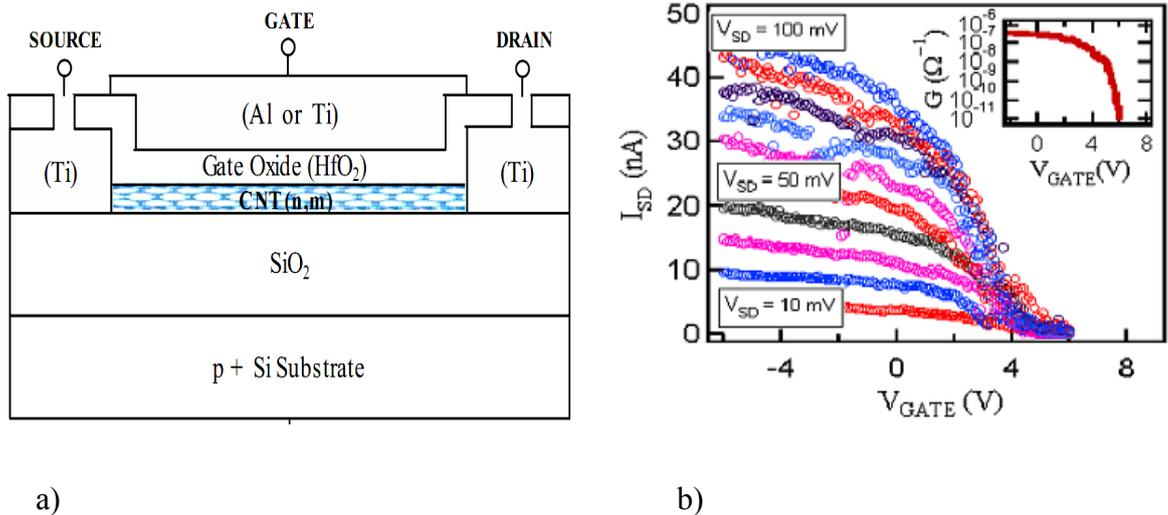 GATE
SOURCE
DRAIN
(Al or Ti)
(Ti)
Gate Oxide (HfO₂)
(Ti)
CNT(n,m)
SiO₂
p + Si Substrate
a)
50
40
30
20
10
0
I_SD (nA)
V_SD = 100 mV
V_SD = 50 mV
V_SD = 10 mV
-4 0 4 8
V_GATE (V)
G (Ω⁻¹)
10⁻⁶
10⁻⁷
10⁻⁸
10⁻⁹
10⁻¹⁰
10⁻¹¹
0 4 8
V_GATE(V)
b)